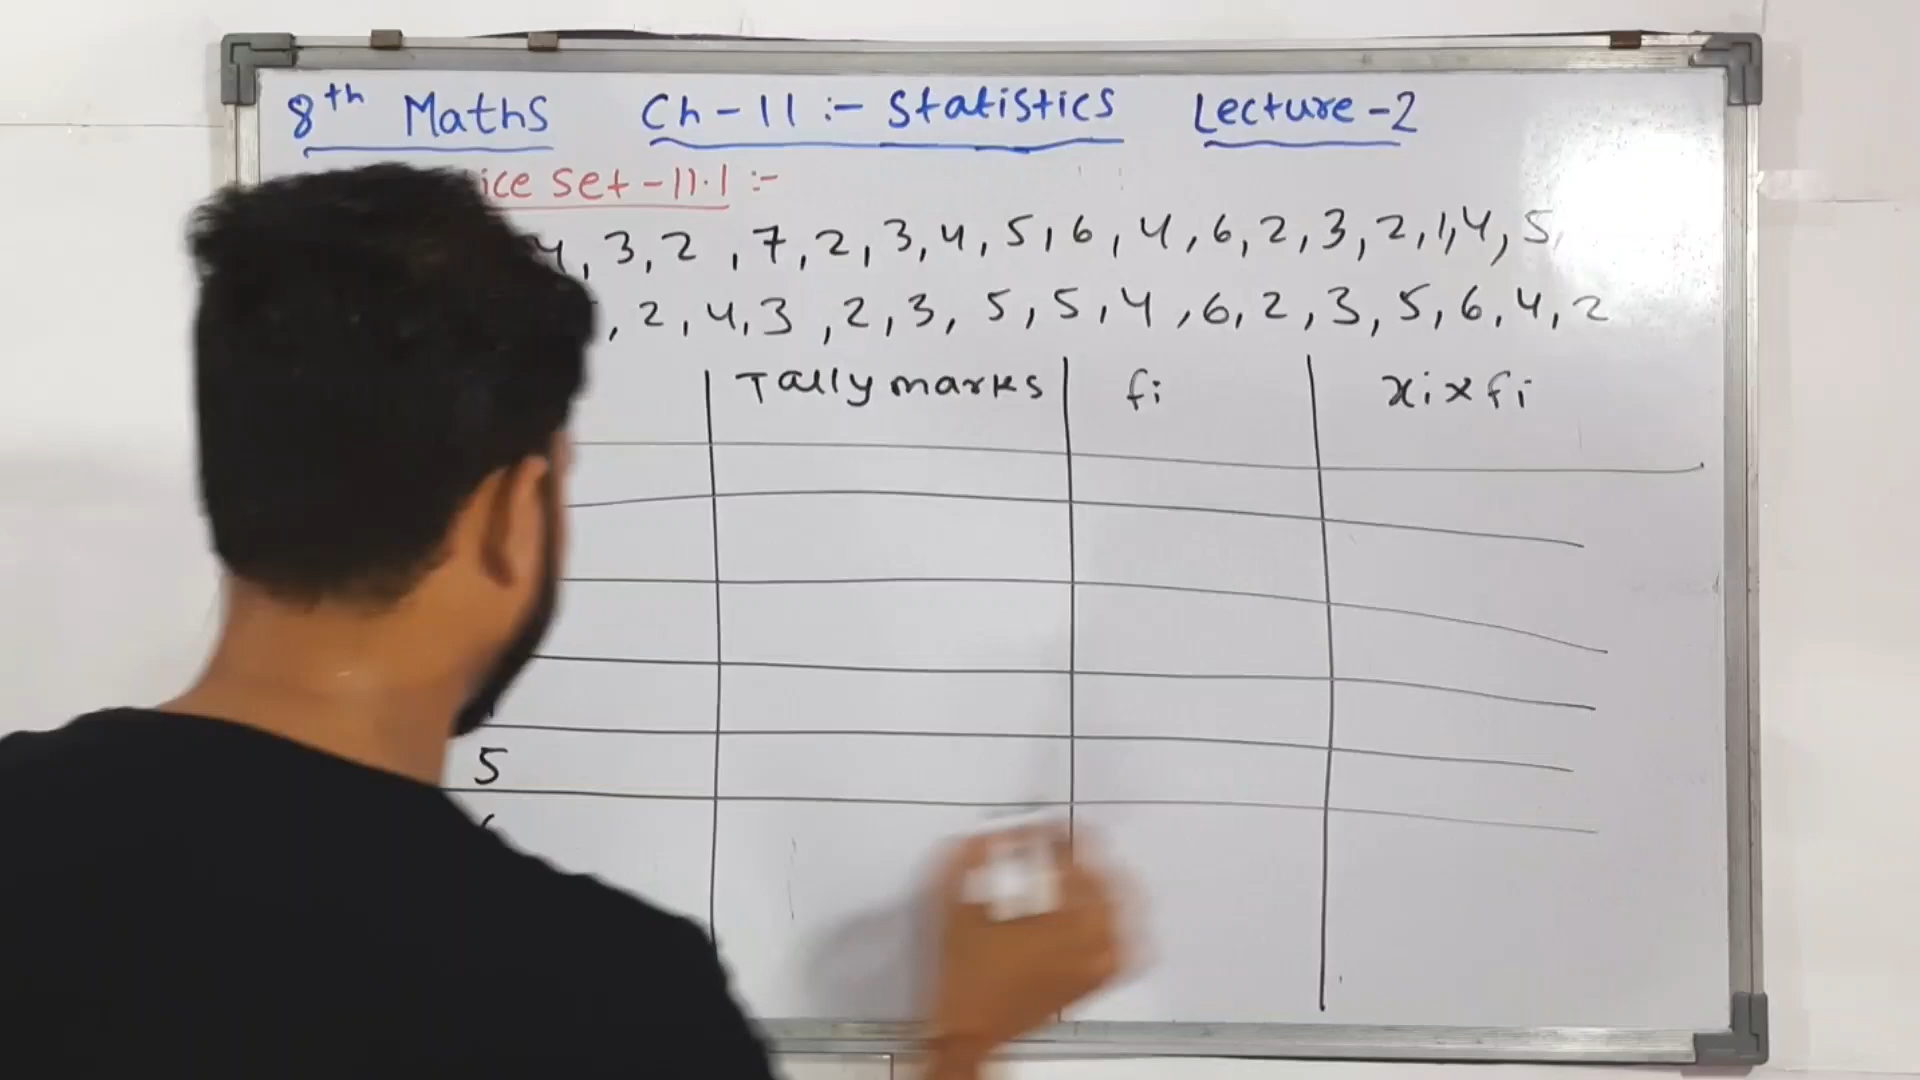 8th Maths Ch-11 :- Statistics Lecture-2
Set-11.1 :-
4, 3, 2 , 7, 2, 3, 4, 5, 6, 4, 6, 2, 3, 2, 1, 4, 5,
, 2, 4, 3 , 2, 3, 5, 5, 4, 6, 2, 3, 5, 6, 4, 2
Tally marks fi xi×fi
5